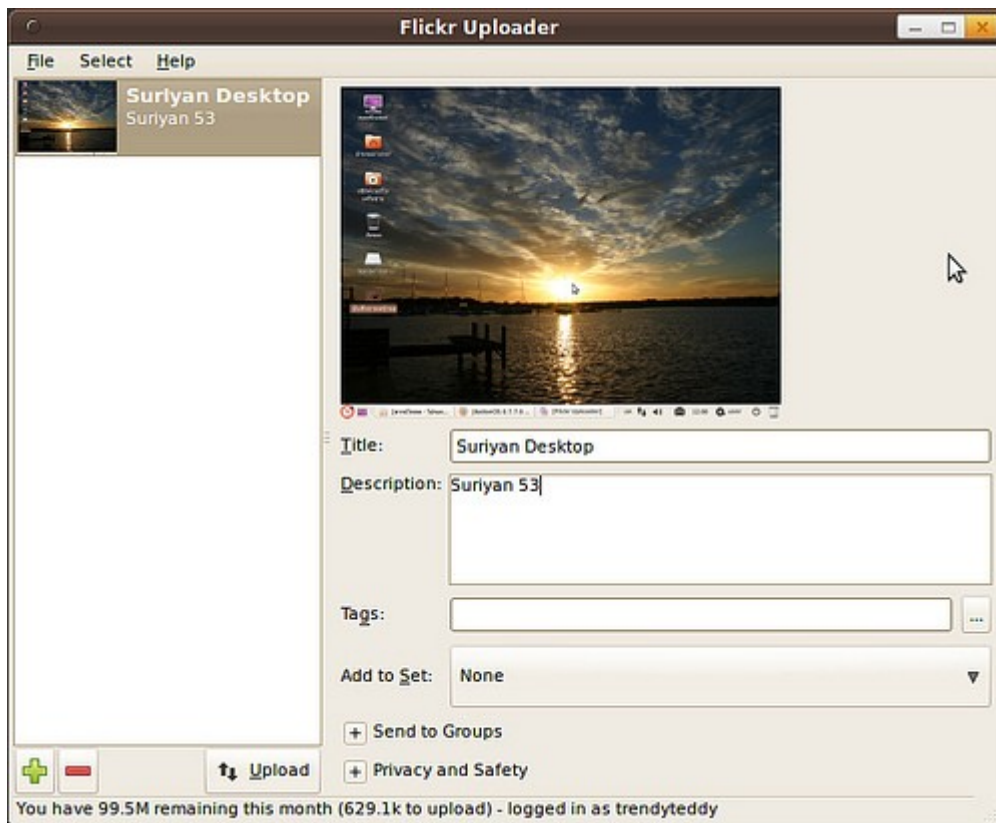 Flickr Uploader
File Select Help
Suriyan Desktop
Suriyan 53
Title: Suriyan Desktop
Description: Suriyan 53
Tags: ...
Add to Set: None
Send to Groups
Privacy and Safety
Upload
You have 99.5M remaining this month (629.1k to upload) - logged in as trendyteddy